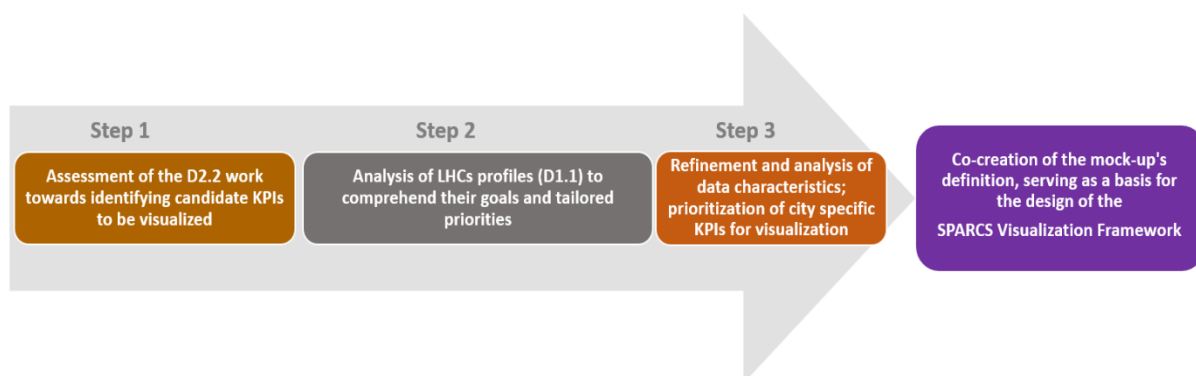 Step 1
Assessment of the D2.2 work
towards identifying candidate KPIs
to be visualized
Step 2
Analysis of LHCs profiles (D1.1) to
comprehend their goals and tailored
priorities
Step 3
Refinement and analysis of
data characteristics;
prioritization of city specific
KPIs for visualization
Co-creation of the mock-up's
definition, serving as a basis for
the design of the
SPARCS Visualization Framework